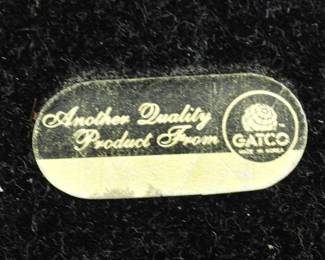 Another Quality
Product From
GATCO
MADE IN KOREA